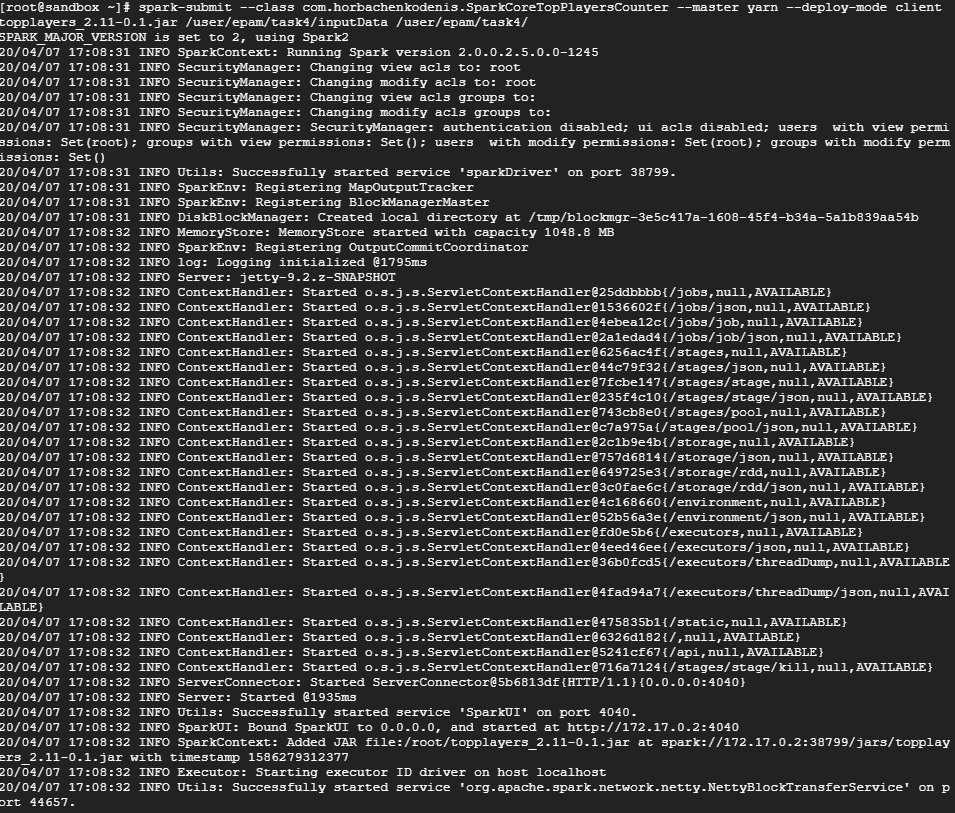 [root@sandbox ~]# spark-submit --class com.horbachenkodenis.SparkCoreTopPlayersCounter --master yarn --deploy-mode client
topplayers_2.11-0.1.jar /user/epam/task4/inputData /user/epam/task4/
SPARK_MAJOR_VERSION is set to 2, using Spark2
20/04/07 17:08:31 INFO SparkContext: Running Spark version 2.0.0.2.5.0.0-1245
20/04/07 17:08:31 INFO SecurityManager: Changing view acls to: root
20/04/07 17:08:31 INFO SecurityManager: Changing modify acls to: root
20/04/07 17:08:31 INFO SecurityManager: Changing view acls groups to:
20/04/07 17:08:31 INFO SecurityManager: Changing modify acls groups to:
20/04/07 17:08:31 INFO SecurityManager: SecurityManager: authentication disabled; ui acls disabled; users  with view permi
ssions: Set(root); groups with view permissions: Set(); users  with modify permissions: Set(root); groups with modify perm
issions: Set()
20/04/07 17:08:31 INFO Utils: Successfully started service 'sparkDriver' on port 38799.
20/04/07 17:08:31 INFO SparkEnv: Registering MapOutputTracker
20/04/07 17:08:31 INFO SparkEnv: Registering BlockManagerMaster
20/04/07 17:08:31 INFO DiskBlockManager: Created local directory at /tmp/blockmgr-3e5c417a-1608-45f4-b34a-5a1b839aa54b
20/04/07 17:08:32 INFO MemoryStore: MemoryStore started with capacity 1048.8 MB
20/04/07 17:08:32 INFO SparkEnv: Registering OutputCommitCoordinator
20/04/07 17:08:32 INFO log: Logging initialized @1795ms
20/04/07 17:08:32 INFO Server: jetty-9.2.z-SNAPSHOT
20/04/07 17:08:32 INFO ContextHandler: Started o.s.j.s.ServletContextHandler@25ddbbbb{/jobs,null,AVAILABLE}
20/04/07 17:08:32 INFO ContextHandler: Started o.s.j.s.ServletContextHandler@1536602f{/jobs/json,null,AVAILABLE}
20/04/07 17:08:32 INFO ContextHandler: Started o.s.j.s.ServletContextHandler@4ebea12c{/jobs/job,null,AVAILABLE}
20/04/07 17:08:32 INFO ContextHandler: Started o.s.j.s.ServletContextHandler@2a1edad4{/jobs/job/json,null,AVAILABLE}
20/04/07 17:08:32 INFO ContextHandler: Started o.s.j.s.ServletContextHandler@6256ac4f{/stages,null,AVAILABLE}
20/04/07 17:08:32 INFO ContextHandler: Started o.s.j.s.ServletContextHandler@44c79f32{/stages/json,null,AVAILABLE}
20/04/07 17:08:32 INFO ContextHandler: Started o.s.j.s.ServletContextHandler@7fcbe147{/stages/stage,null,AVAILABLE}
20/04/07 17:08:32 INFO ContextHandler: Started o.s.j.s.ServletContextHandler@235f4c10{/stages/stage/json,null,AVAILABLE}
20/04/07 17:08:32 INFO ContextHandler: Started o.s.j.s.ServletContextHandler@743cb8e0{/stages/pool,null,AVAILABLE}
20/04/07 17:08:32 INFO ContextHandler: Started o.s.j.s.ServletContextHandler@c7a975a{/stages/pool/json,null,AVAILABLE}
20/04/07 17:08:32 INFO ContextHandler: Started o.s.j.s.ServletContextHandler@2c1b9e4b{/storage,null,AVAILABLE}
20/04/07 17:08:32 INFO ContextHandler: Started o.s.j.s.ServletContextHandler@757d6814{/storage/json,null,AVAILABLE}
20/04/07 17:08:32 INFO ContextHandler: Started o.s.j.s.ServletContextHandler@649725e3{/storage/rdd,null,AVAILABLE}
20/04/07 17:08:32 INFO ContextHandler: Started o.s.j.s.ServletContextHandler@3c0fae6c{/storage/rdd/json,null,AVAILABLE}
20/04/07 17:08:32 INFO ContextHandler: Started o.s.j.s.ServletContextHandler@4c168660{/environment,null,AVAILABLE}
20/04/07 17:08:32 INFO ContextHandler: Started o.s.j.s.ServletContextHandler@52b56a3e{/environment/json,null,AVAILABLE}
20/04/07 17:08:32 INFO ContextHandler: Started o.s.j.s.ServletContextHandler@fd0e5b6{/executors,null,AVAILABLE}
20/04/07 17:08:32 INFO ContextHandler: Started o.s.j.s.ServletContextHandler@4eed46ee{/executors/json,null,AVAILABLE}
20/04/07 17:08:32 INFO ContextHandler: Started o.s.j.s.ServletContextHandler@36b0fcd5{/executors/threadDump,null,AVAILABLE
}
20/04/07 17:08:32 INFO ContextHandler: Started o.s.j.s.ServletContextHandler@4fad94a7{/executors/threadDump/json,null,AVAI
LABLE}
20/04/07 17:08:32 INFO ContextHandler: Started o.s.j.s.ServletContextHandler@475835b1{/static,null,AVAILABLE}
20/04/07 17:08:32 INFO ContextHandler: Started o.s.j.s.ServletContextHandler@6326d182{/,null,AVAILABLE}
20/04/07 17:08:32 INFO ContextHandler: Started o.s.j.s.ServletContextHandler@5241cf67{/api,null,AVAILABLE}
20/04/07 17:08:32 INFO ContextHandler: Started o.s.j.s.ServletContextHandler@716a7124{/stages/stage/kill,null,AVAILABLE}
20/04/07 17:08:32 INFO ServerConnector: Started ServerConnector@5b6813df{HTTP/1.1}{0.0.0.0:4040}
20/04/07 17:08:32 INFO Server: Started @1935ms
20/04/07 17:08:32 INFO Utils: Successfully started service 'SparkUI' on port 4040.
20/04/07 17:08:32 INFO SparkUI: Bound SparkUI to 0.0.0.0, and started at http://172.17.0.2:4040
20/04/07 17:08:32 INFO SparkContext: Added JAR file:/root/topplayers_2.11-0.1.jar at spark://172.17.0.2:38799/jars/topplay
ers_2.11-0.1.jar with timestamp 1586279312377
20/04/07 17:08:32 INFO Executor: Starting executor ID driver on host localhost
20/04/07 17:08:32 INFO Utils: Successfully started service 'org.apache.spark.network.netty.NettyBlockTransferService' on p
ort 44657.